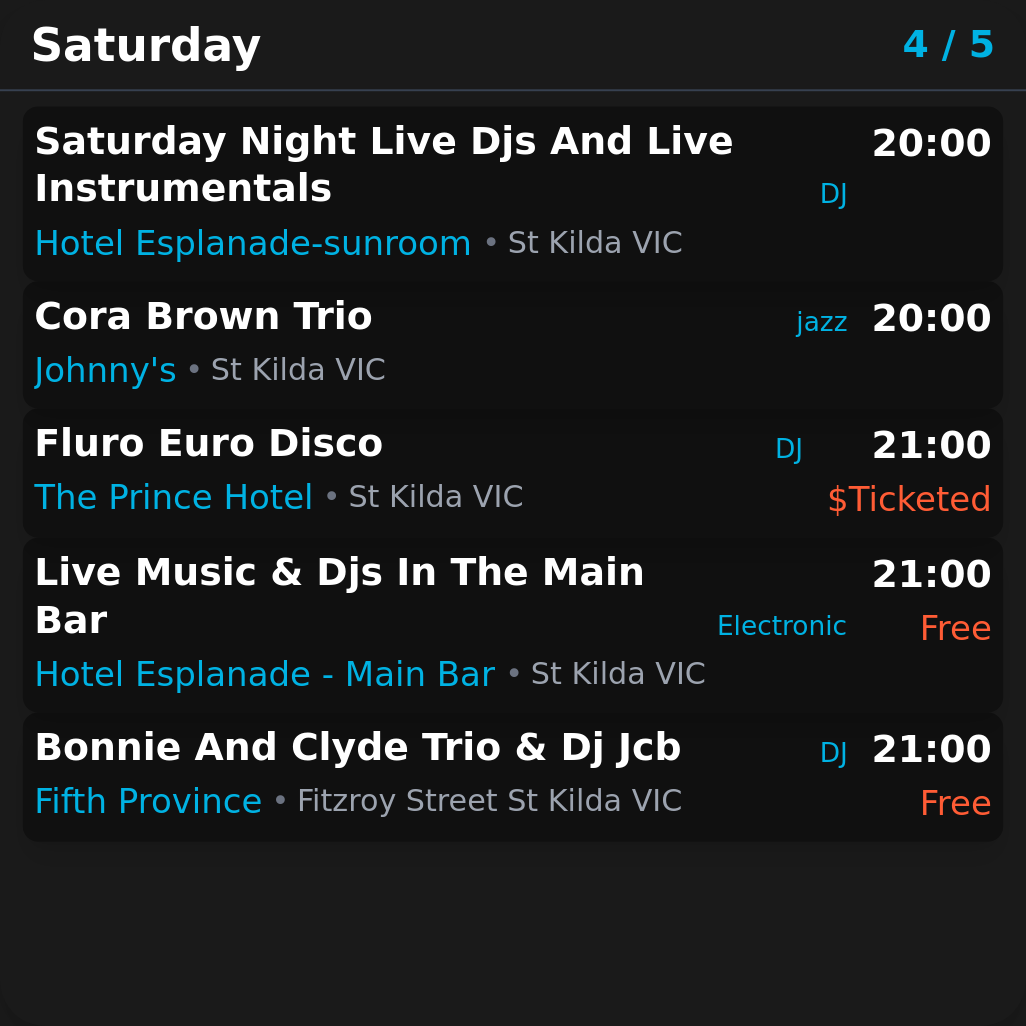 Saturday 4 / 5
Saturday Night Live Djs And Live 20:00
Instrumentals DJ
Hotel Esplanade-sunroom • St Kilda VIC
Cora Brown Trio jazz 20:00
Johnny's • St Kilda VIC
Fluro Euro Disco DJ 21:00
The Prince Hotel • St Kilda VIC $Ticketed
Live Music & Djs In The Main 21:00
Bar Electronic Free
Hotel Esplanade - Main Bar • St Kilda VIC
Bonnie And Clyde Trio & Dj Jcb DJ 21:00
Fifth Province • Fitzroy Street St Kilda VIC Free